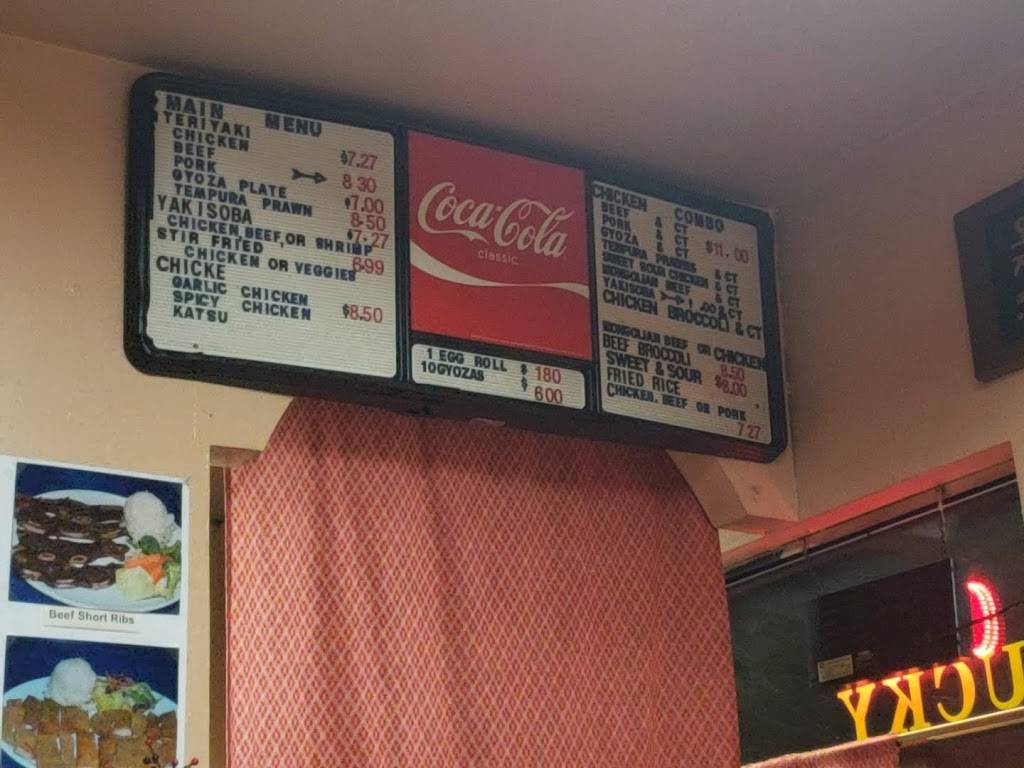 MAIN MENU
TERIYAKI
CHICKEN $7.27
BEEF
PORK 8 30
GYOZA PLATE $7.00
TEMPURA PRAWN 8-50
YAKISOBA
CHICKEN, BEEF, OR SHRIMP $7-27
STIR FRIED
CHICKEN OR VEGGIES 6-99
CHICKE
GARLIC CHICKEN
SPICY CHICKEN $8.50
KATSU
Coca-Cola
classic
1 EGG ROLL $ 180
10GYOZAS $ 600
CHICKEN COMBO
BEEF & CT
PORK & CT $11.00
GYOZA & CT
TEMPURA PRAWNS & CT
SWEET SOUR CHICKEN & CT
MONGOLIAN BEEF & CT
YAKISOBA 1.00 & CT
CHICKEN BROCCOLI & CT
MONGOLIAN BEEF OR CHICKEN
BEEF BROCCOLI 8.50
SWEET & SOUR $8.00
FRIED RICE
CHICKEN. BEEF OR PORK
7 27
Beef Short Ribs
UCKY